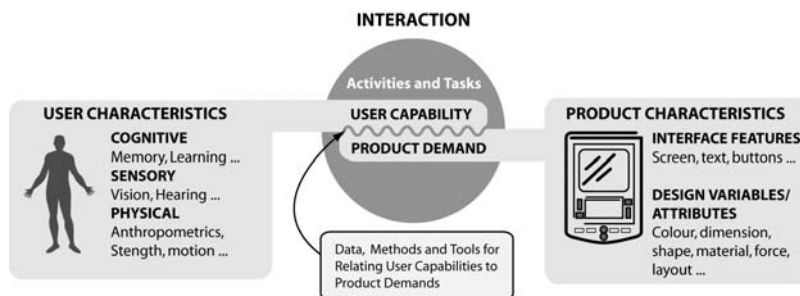 INTERACTION
Activities and Tasks
USER CAPABILITY
PRODUCT DEMAND
USER CHARACTERISTICS
COGNITIVE
Memory, Learning ...
SENSORY
Vision, Hearing ...
PHYSICAL
Anthropometrics,
Stength, motion ...
PRODUCT CHARACTERISTICS
INTERFACE FEATURES
Screen, text, buttons ...
DESIGN VARIABLES/
ATTRIBUTES
Colour, dimension,
shape, material, force,
layout ...
Data, Methods and Tools for
Relating User Capabilities to
Product Demands